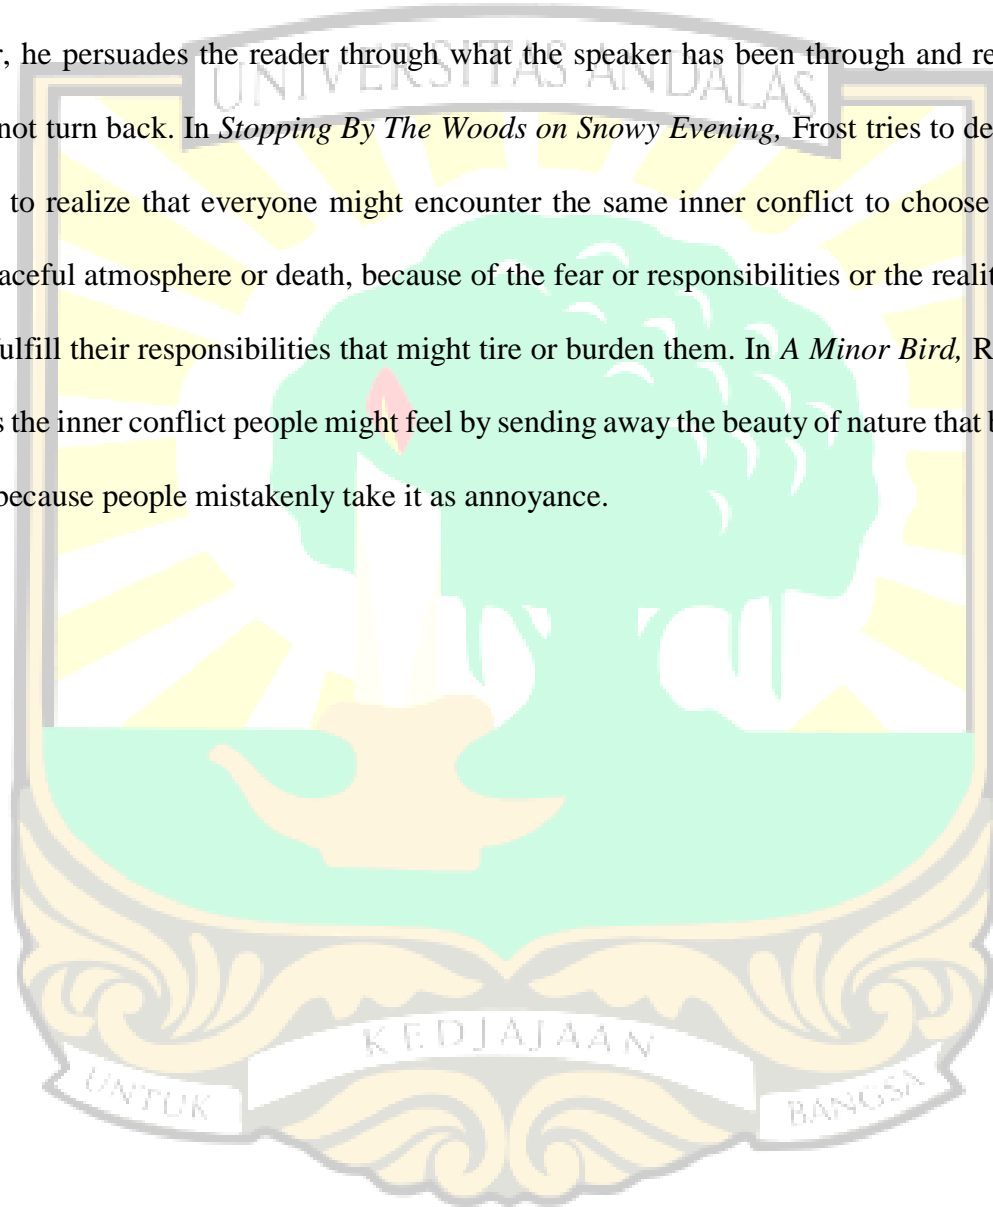 r, he persuades the reader through what the speaker has been through and re
UNIVERSITAS ANDALAS
not turn back. In Stopping By The Woods on Snowy Evening, Frost tries to de
to realize that everyone might encounter the same inner conflict to choose
aceful atmosphere or death, because of the fear or responsibilities or the realit
ulfill their responsibilities that might tire or burden them. In A Minor Bird, R
s the inner conflict people might feel by sending away the beauty of nature that b
because people mistakenly take it as annoyance.
UNTUK KEDJAJAAN BANGSA